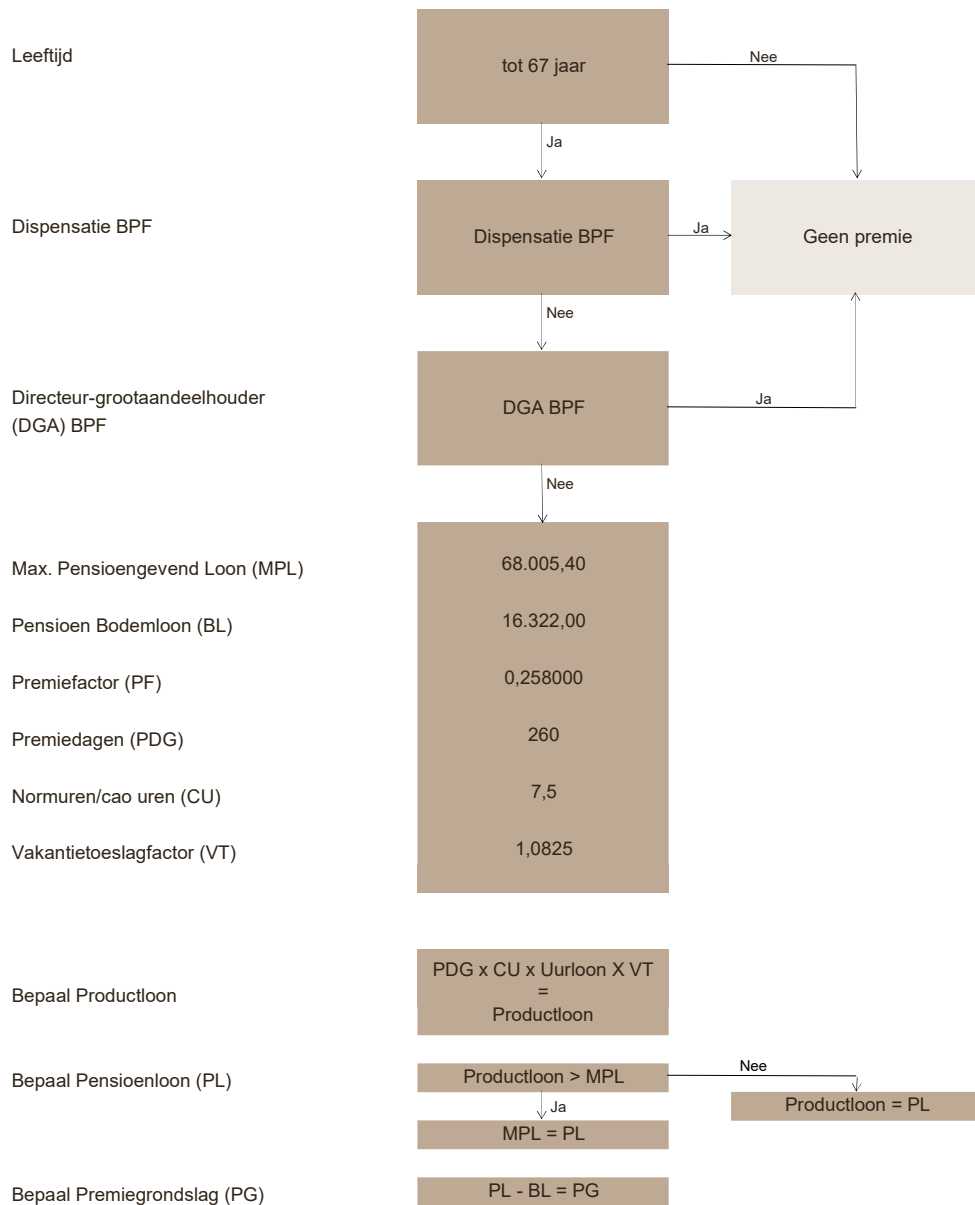 Leeftijd
tot 67 jaar
Nee
Ja
Dispensatie BPF
Dispensatie BPF
Ja
Geen premie
Nee
Directeur-grootaandeelhouder
(DGA) BPF
DGA BPF
Ja
Nee
Max. Pensioengevend Loon (MPL)
68.005,40
Pensioen Bodemloon (BL)
16.322,00
Premiefactor (PF)
0,258000
Premiedagen (PDG)
260
Normuren/cao uren (CU)
7,5
Vakantietoeslagfactor (VT)
1,0825
Bepaal Productloon
PDG x CU x Uurloon X VT
=
Productloon
Bepaal Pensioenloon (PL)
Productloon > MPL
Nee
Ja
Productloon = PL
MPL = PL
Bepaal Premiegrondslag (PG)
PL - BL = PG